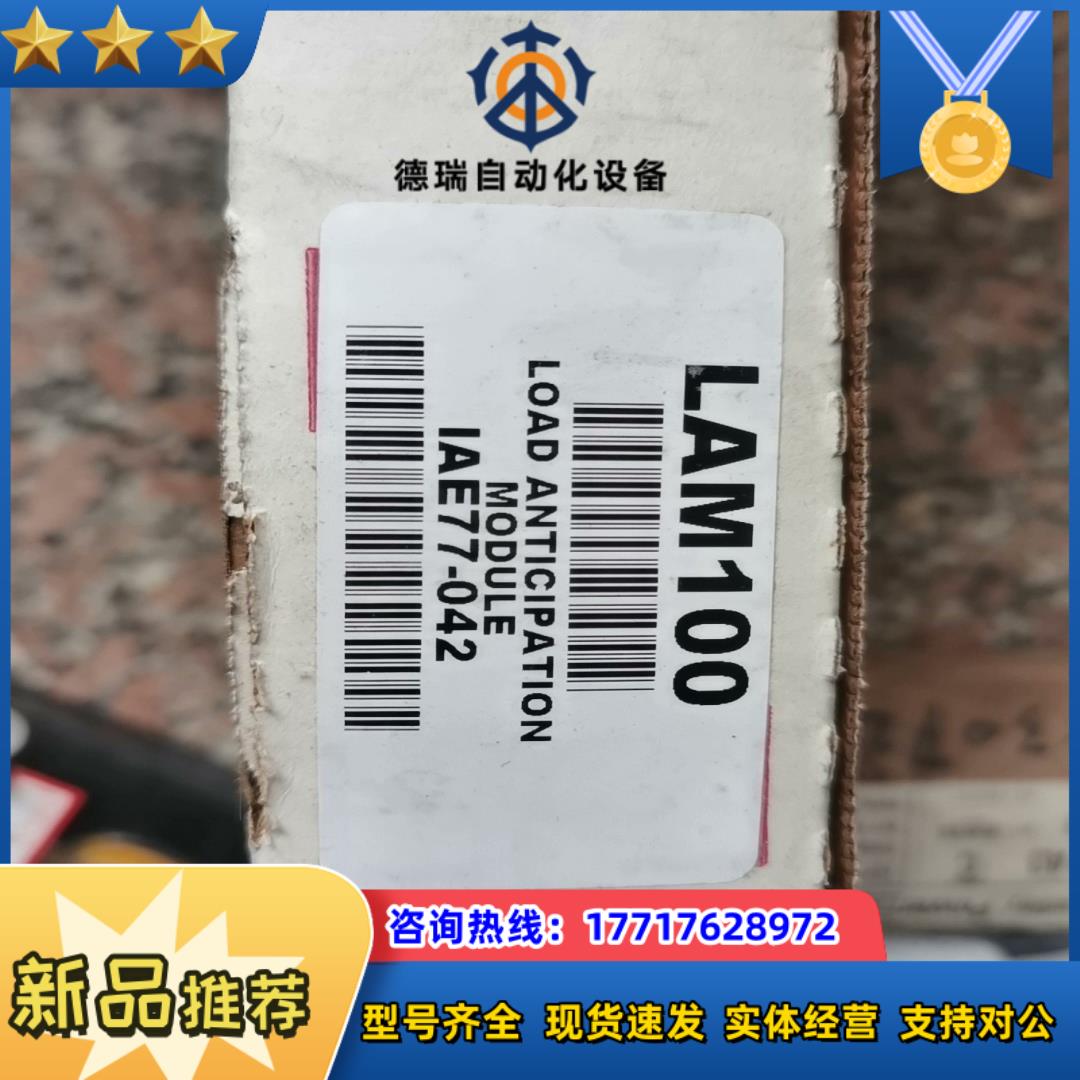 德瑞自动化设备
LAM100
LOAD ANTICIPATION
MODULE
IAE77-042
咨询热线：17717628972
新品推荐
型号齐全 现货速发 实体经营 支持对公